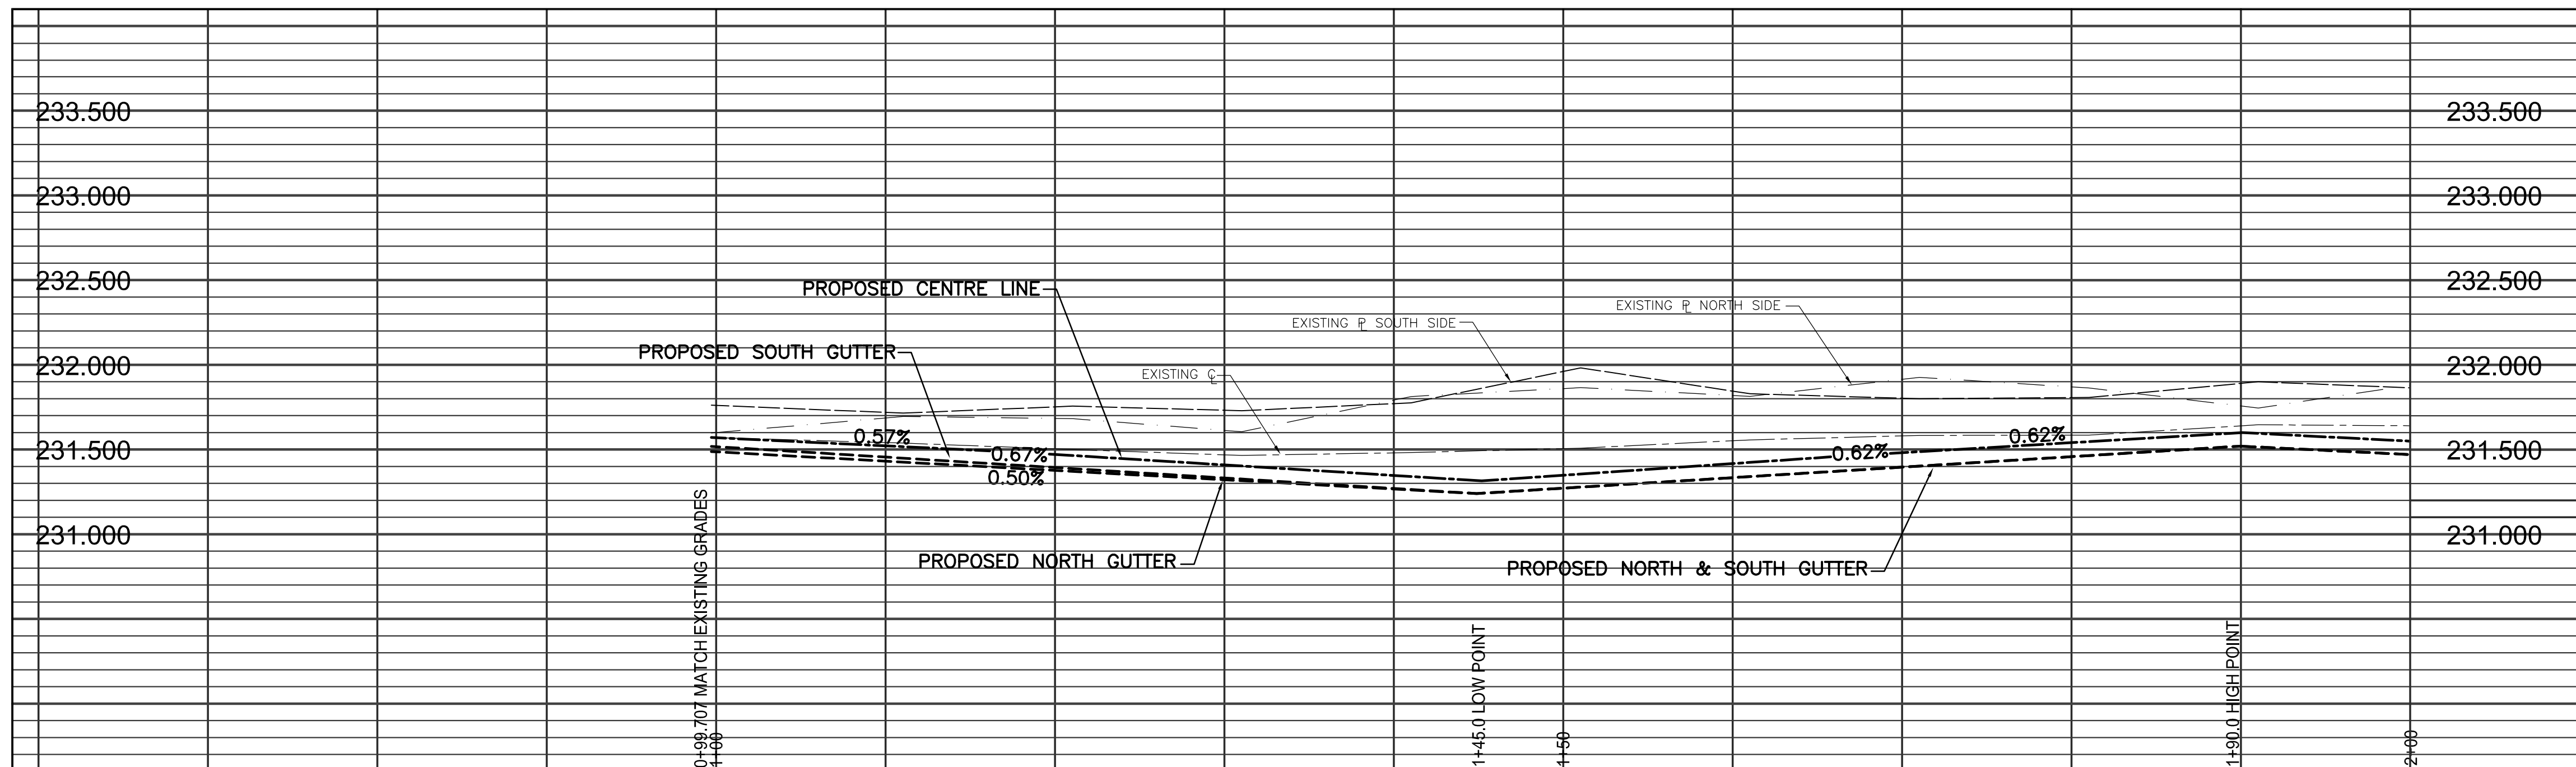 233.500
233.500
233.000
233.000
232.500
232.500
PROPOSED CENTRE LINE
EXISTING ⅊ NORTH SIDE
EXISTING ⅊ SOUTH SIDE
PROPOSED SOUTH GUTTER
232.000
232.000
EXISTING ℄
0.57%
0.62%
231.500
0.67%
0.62%
231.500
0.50%
231.000
231.000
PROPOSED NORTH GUTTER
PROPOSED NORTH & SOUTH GUTTER
0+99.707 MATCH EXISTING GRADES
1+00
1+45.0 LOW POINT
1+50
1+90.0 HIGH POINT
2+00